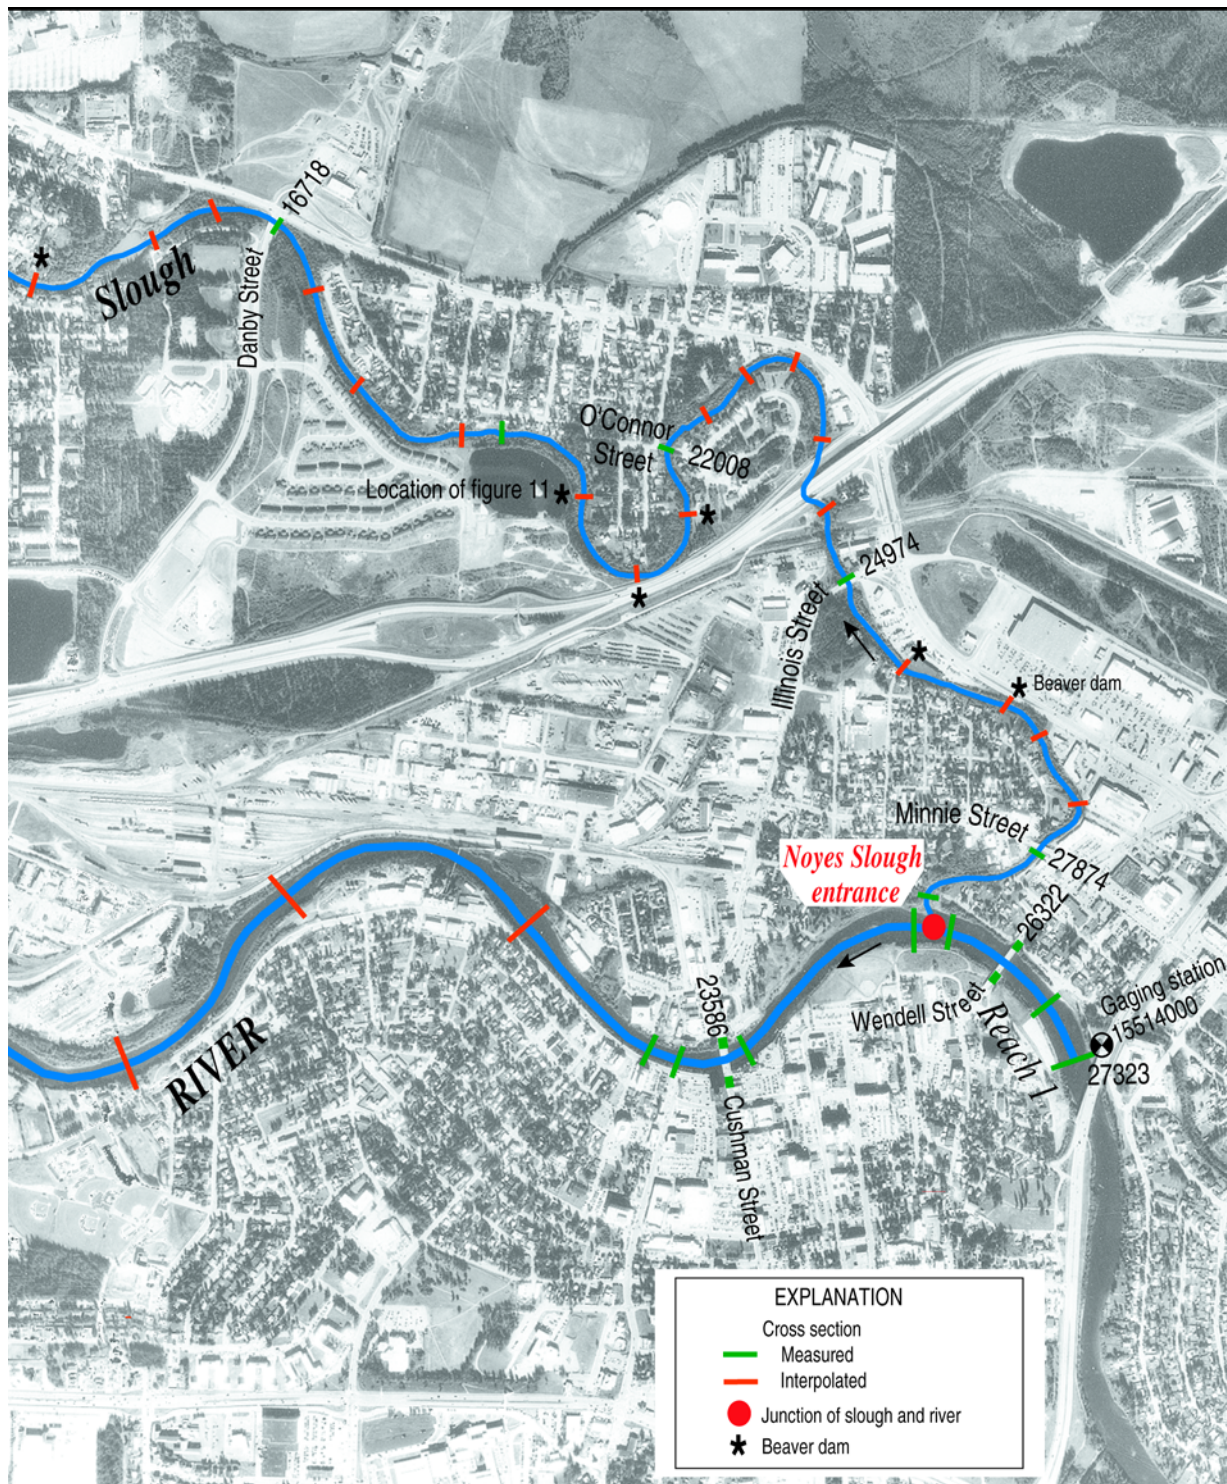 16718
Slough
Danby Street
O'Connor
Street
22008
Location of figure 11
24974
Illinois Street
Beaver dam
Minnie Street
27874
Noyes Slough
entrance
26322
23586
Wendell Street
Reach 1
Gaging station
15514000
27323
RIVER
Cushman Street
EXPLANATION
Cross section
Measured
Interpolated
Junction of slough and river
Beaver dam